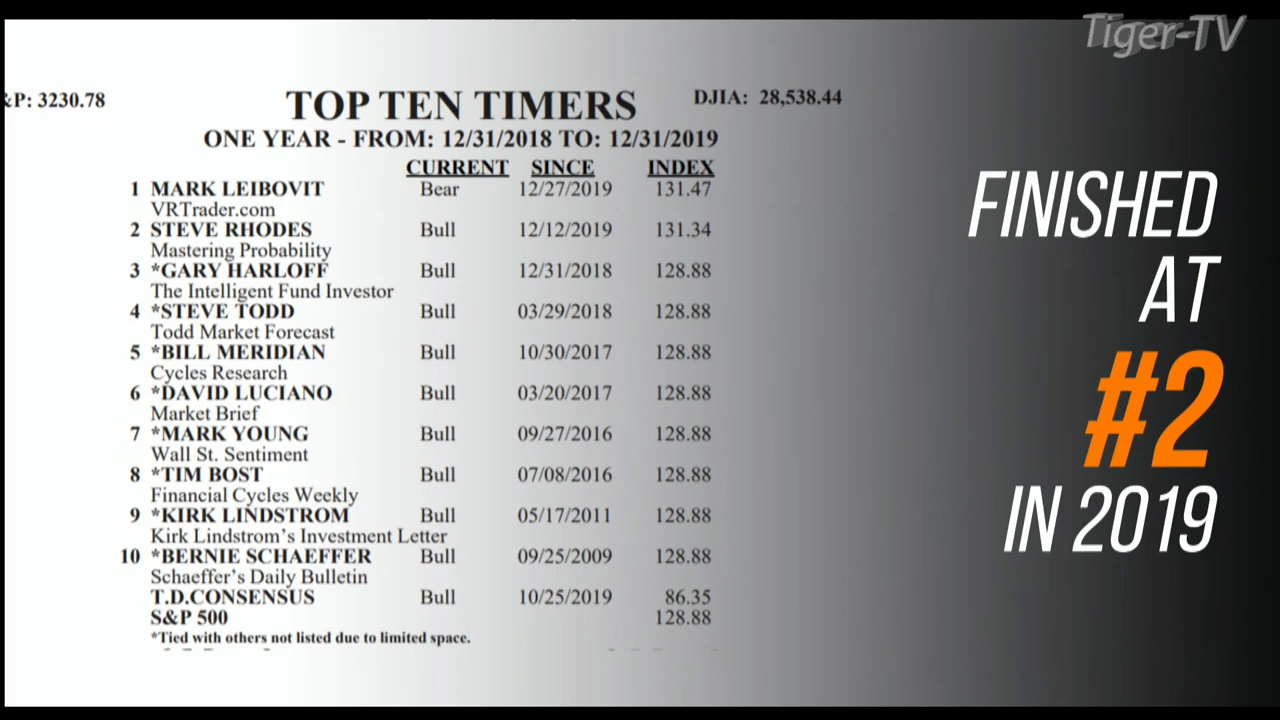 Tiger-TV
&P: 3230.78 TOP TEN TIMERS DJIA: 28,538.44
ONE YEAR - FROM: 12/31/2018 TO: 12/31/2019
CURRENT SINCE INDEX
1 MARK LEIBOVIT Bear 12/27/2019 131.47
VRTrader.com
2 STEVE RHODES Bull 12/12/2019 131.34
Mastering Probability
3 *GARY HARLOFF Bull 12/31/2018 128.88
The Intelligent Fund Investor
4 *STEVE TODD Bull 03/29/2018 128.88
Todd Market Forecast
5 *BILL MERIDIAN Bull 10/30/2017 128.88
Cycles Research
6 *DAVID LUCIANO Bull 03/20/2017 128.88
Market Brief
7 *MARK YOUNG Bull 09/27/2016 128.88
Wall St. Sentiment
8 *TIM BOST Bull 07/08/2016 128.88
Financial Cycles Weekly
9 *KIRK LINDSTROM Bull 05/17/2011 128.88
Kirk Lindstrom's Investment Letter
10 *BERNIE SCHAEFFER Bull 09/25/2009 128.88
Schaeffer's Daily Bulletin
T.D.CONSENSUS Bull 10/25/2019 86.35
S&P 500 128.88
*Tied with others not listed due to limited space.
FINISHED
AT
#2
IN 2019